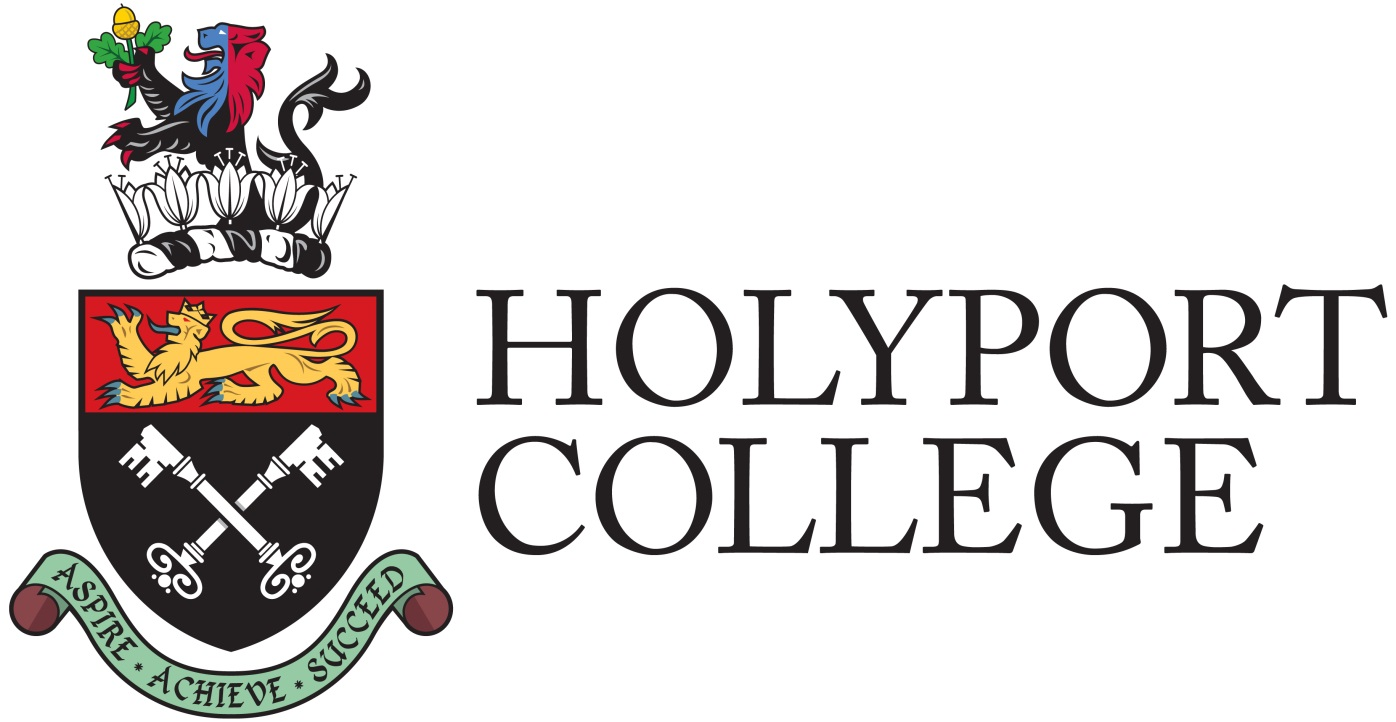 HOLYPORT
COLLEGE
ASPIRE * ACHIEVE * SUCCEED